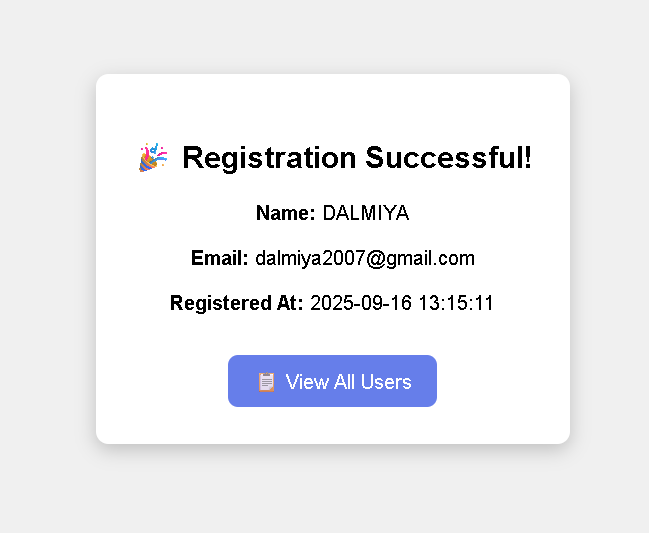 🎉 Registration Successful!
Name: DALMIYA
Email: dalmiya2007@gmail.com
Registered At: 2025-09-16 13:15:11
📋 View All Users